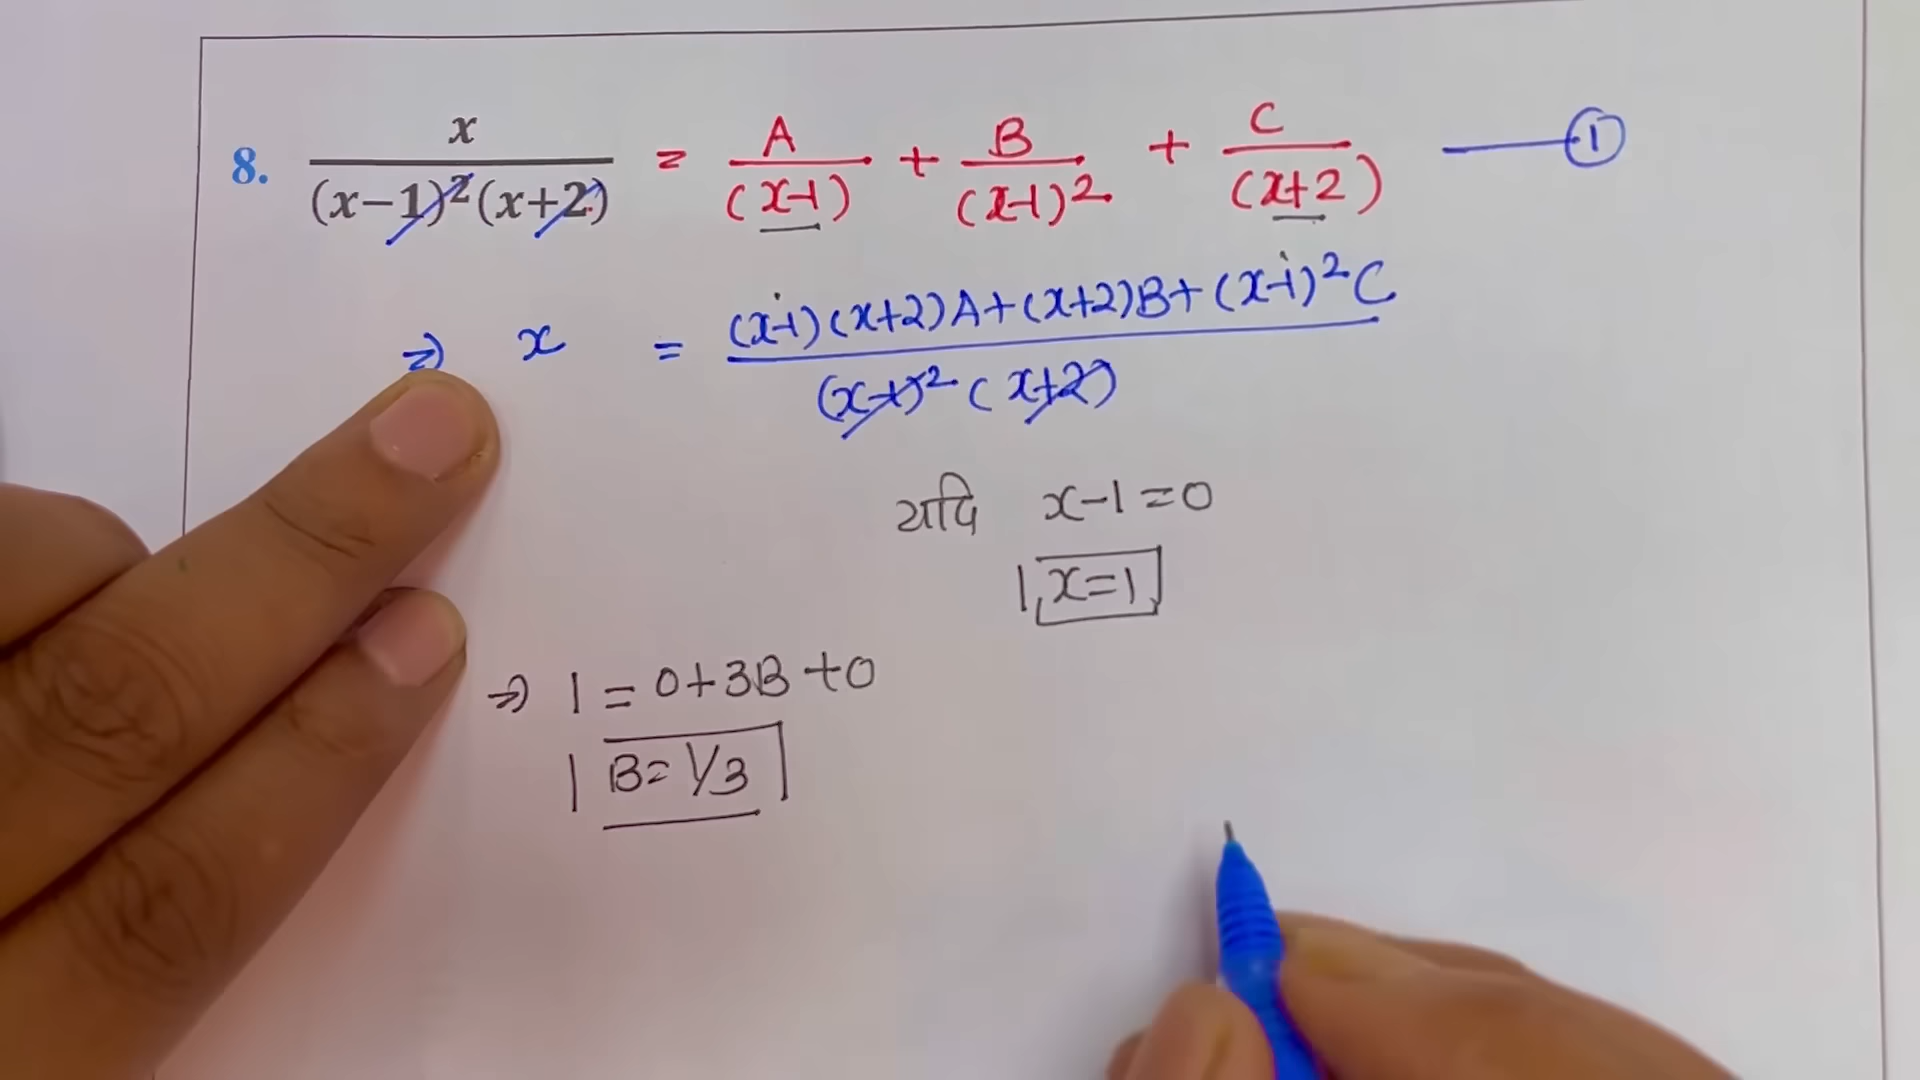 8. x/((x−1)²(x+2)) = A/(x-1) + B/(x-1)² + C/(x+2) — ①
⇒ x = ((x-1)(x+2)A+(x+2)B+(x-1)²C)/((x-1)²(x+2))
यदि x-1=0
x=1
⇒ 1=0+3B+0
B=1/3